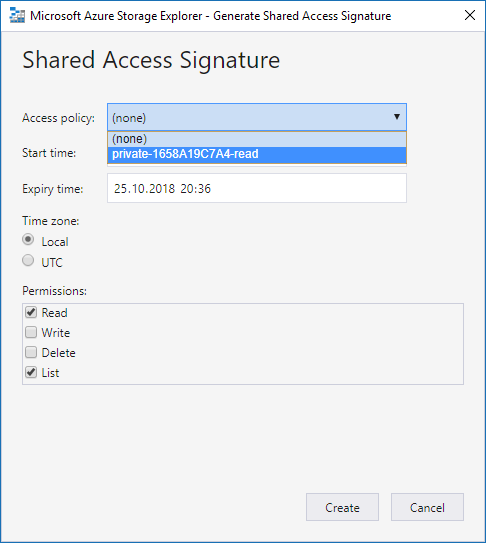 Microsoft Azure Storage Explorer - Generate Shared Access Signature
Shared Access Signature
Access policy: (none)
(none)
private-1658A19C7A4-read
Start time:
Expiry time: 25.10.2018 20:36
Time zone:
Local
UTC
Permissions:
Read
Write
Delete
List
Create Cancel